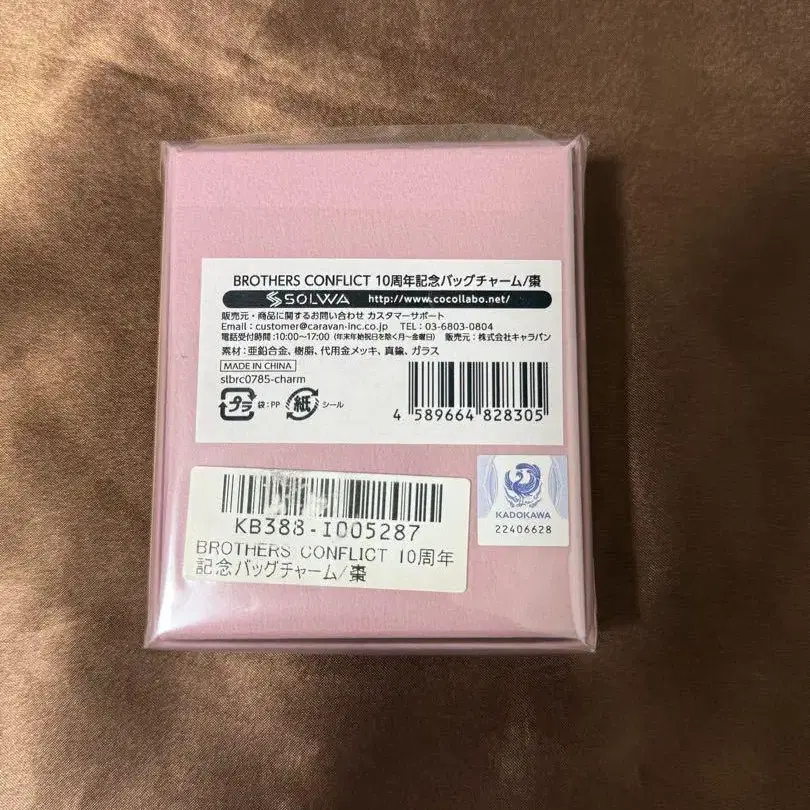 BROTHERS CONFLICT 10周年記念バッグチャーム/棗
SOLWA http://www.cocollabo.net/
販売元・商品に関するお問い合わせ カスタマーサポート
Email：customer@caravan-inc.co.jp TEL：03-6803-0804
電話受付時間：10:00〜17:00 (年末年始祝日を除く月〜金曜日) 販売元：株式会社キャラバン
素材：亜鉛合金、樹脂、代用金メッキ、真鍮、ガラス
MADE IN CHINA
slbrc0785-charm
プラ 袋：PP 紙 シール
4 589664 828305
KB388-I005287
BROTHERS CONFLICT 10周年
記念バッグチャーム/棗
KADOKAWA
22406628